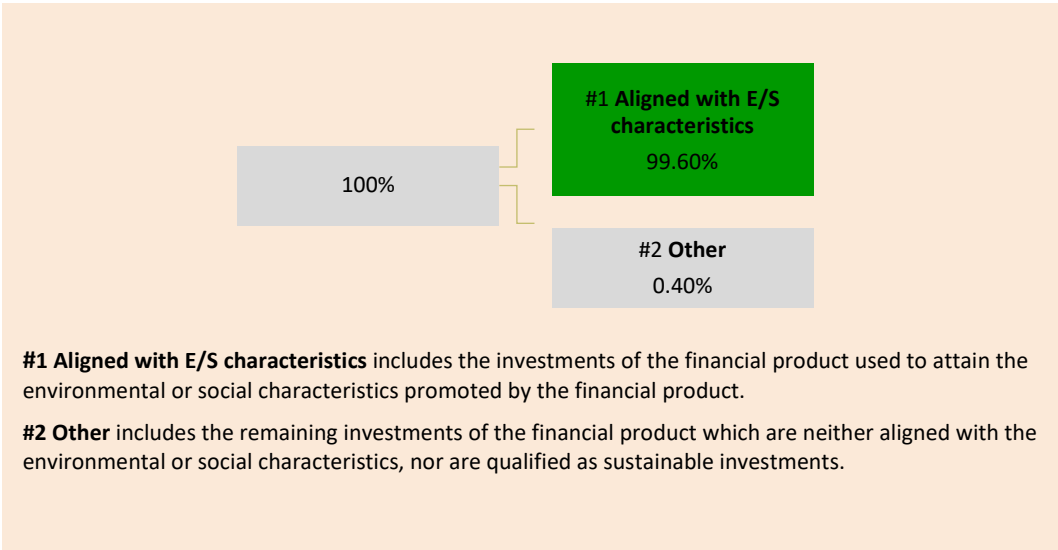 #1 Aligned with E/S
characteristics
99.60%
100%
#2 Other
0.40%
#1 Aligned with E/S characteristics includes the investments of the financial product used to attain the
environmental or social characteristics promoted by the financial product.
#2 Other includes the remaining investments of the financial product which are neither aligned with the
environmental or social characteristics, nor are qualified as sustainable investments.